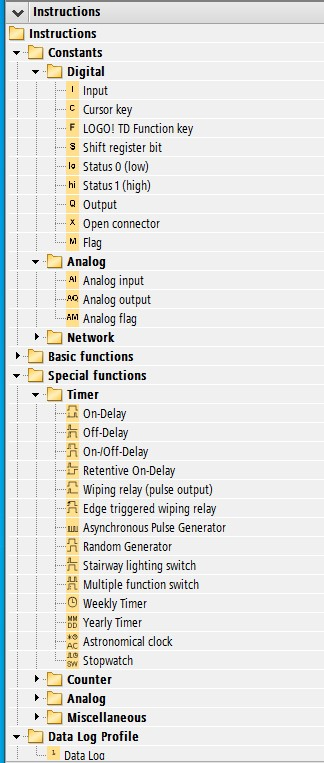 Instructions
Instructions
Constants
Digital
I Input
C Cursor key
F LOGO! TD Function key
S Shift register bit
lo Status 0 (low)
hi Status 1 (high)
Q Output
X Open connector
M Flag
Analog
AI Analog input
AQ Analog output
AM Analog flag
Network
Basic functions
Special functions
Timer
On-Delay
Off-Delay
On-/Off-Delay
Retentive On-Delay
Wiping relay (pulse output)
Edge triggered wiping relay
Asynchronous Pulse Generator
Random Generator
Stairway lighting switch
Multiple function switch
Weekly Timer
MM DD Yearly Timer
AC Astronomical clock
SW Stopwatch
Counter
Analog
Miscellaneous
Data Log Profile
1 Data Log